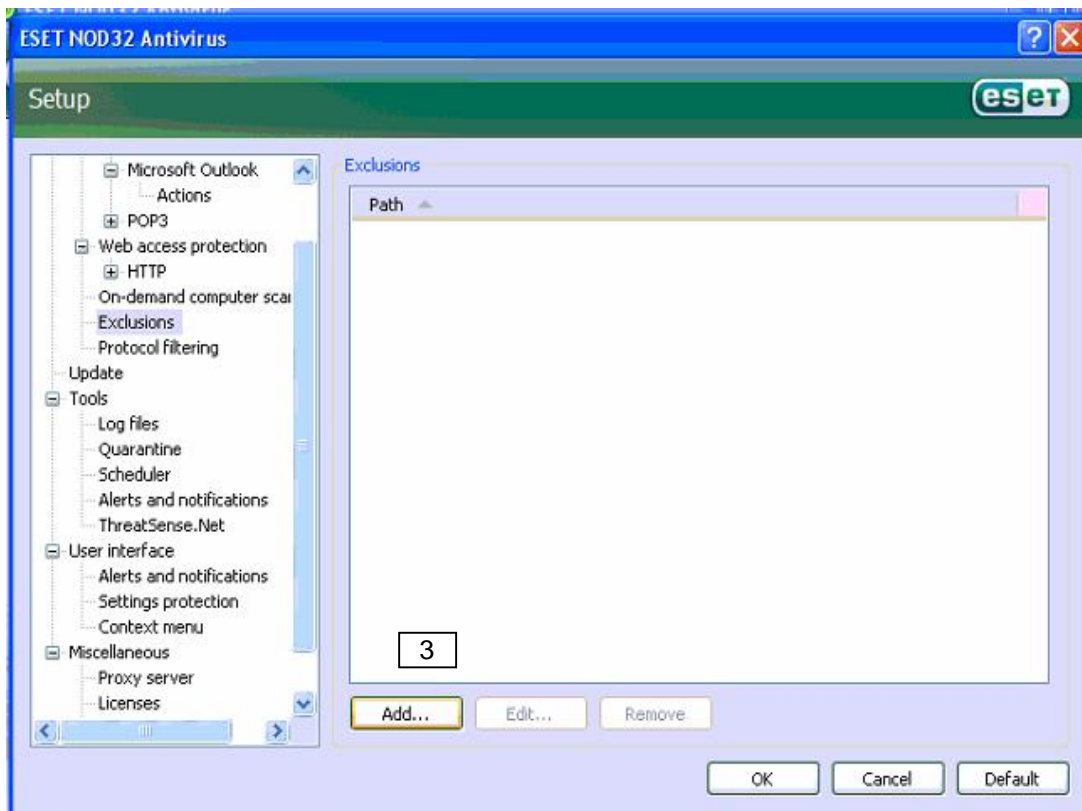 ESET NOD32 Antivirus
Setup
eseT
Microsoft Outlook
Actions
POP3
Web access protection
HTTP
On-demand computer scan
Exclusions
Protocol filtering
Update
Tools
Log files
Quarantine
Scheduler
Alerts and notifications
ThreatSense.Net
User interface
Alerts and notifications
Settings protection
Context menu
Miscellaneous
Proxy server
Licenses
Exclusions
Path
3
Add...
Edit...
Remove
OK
Cancel
Default